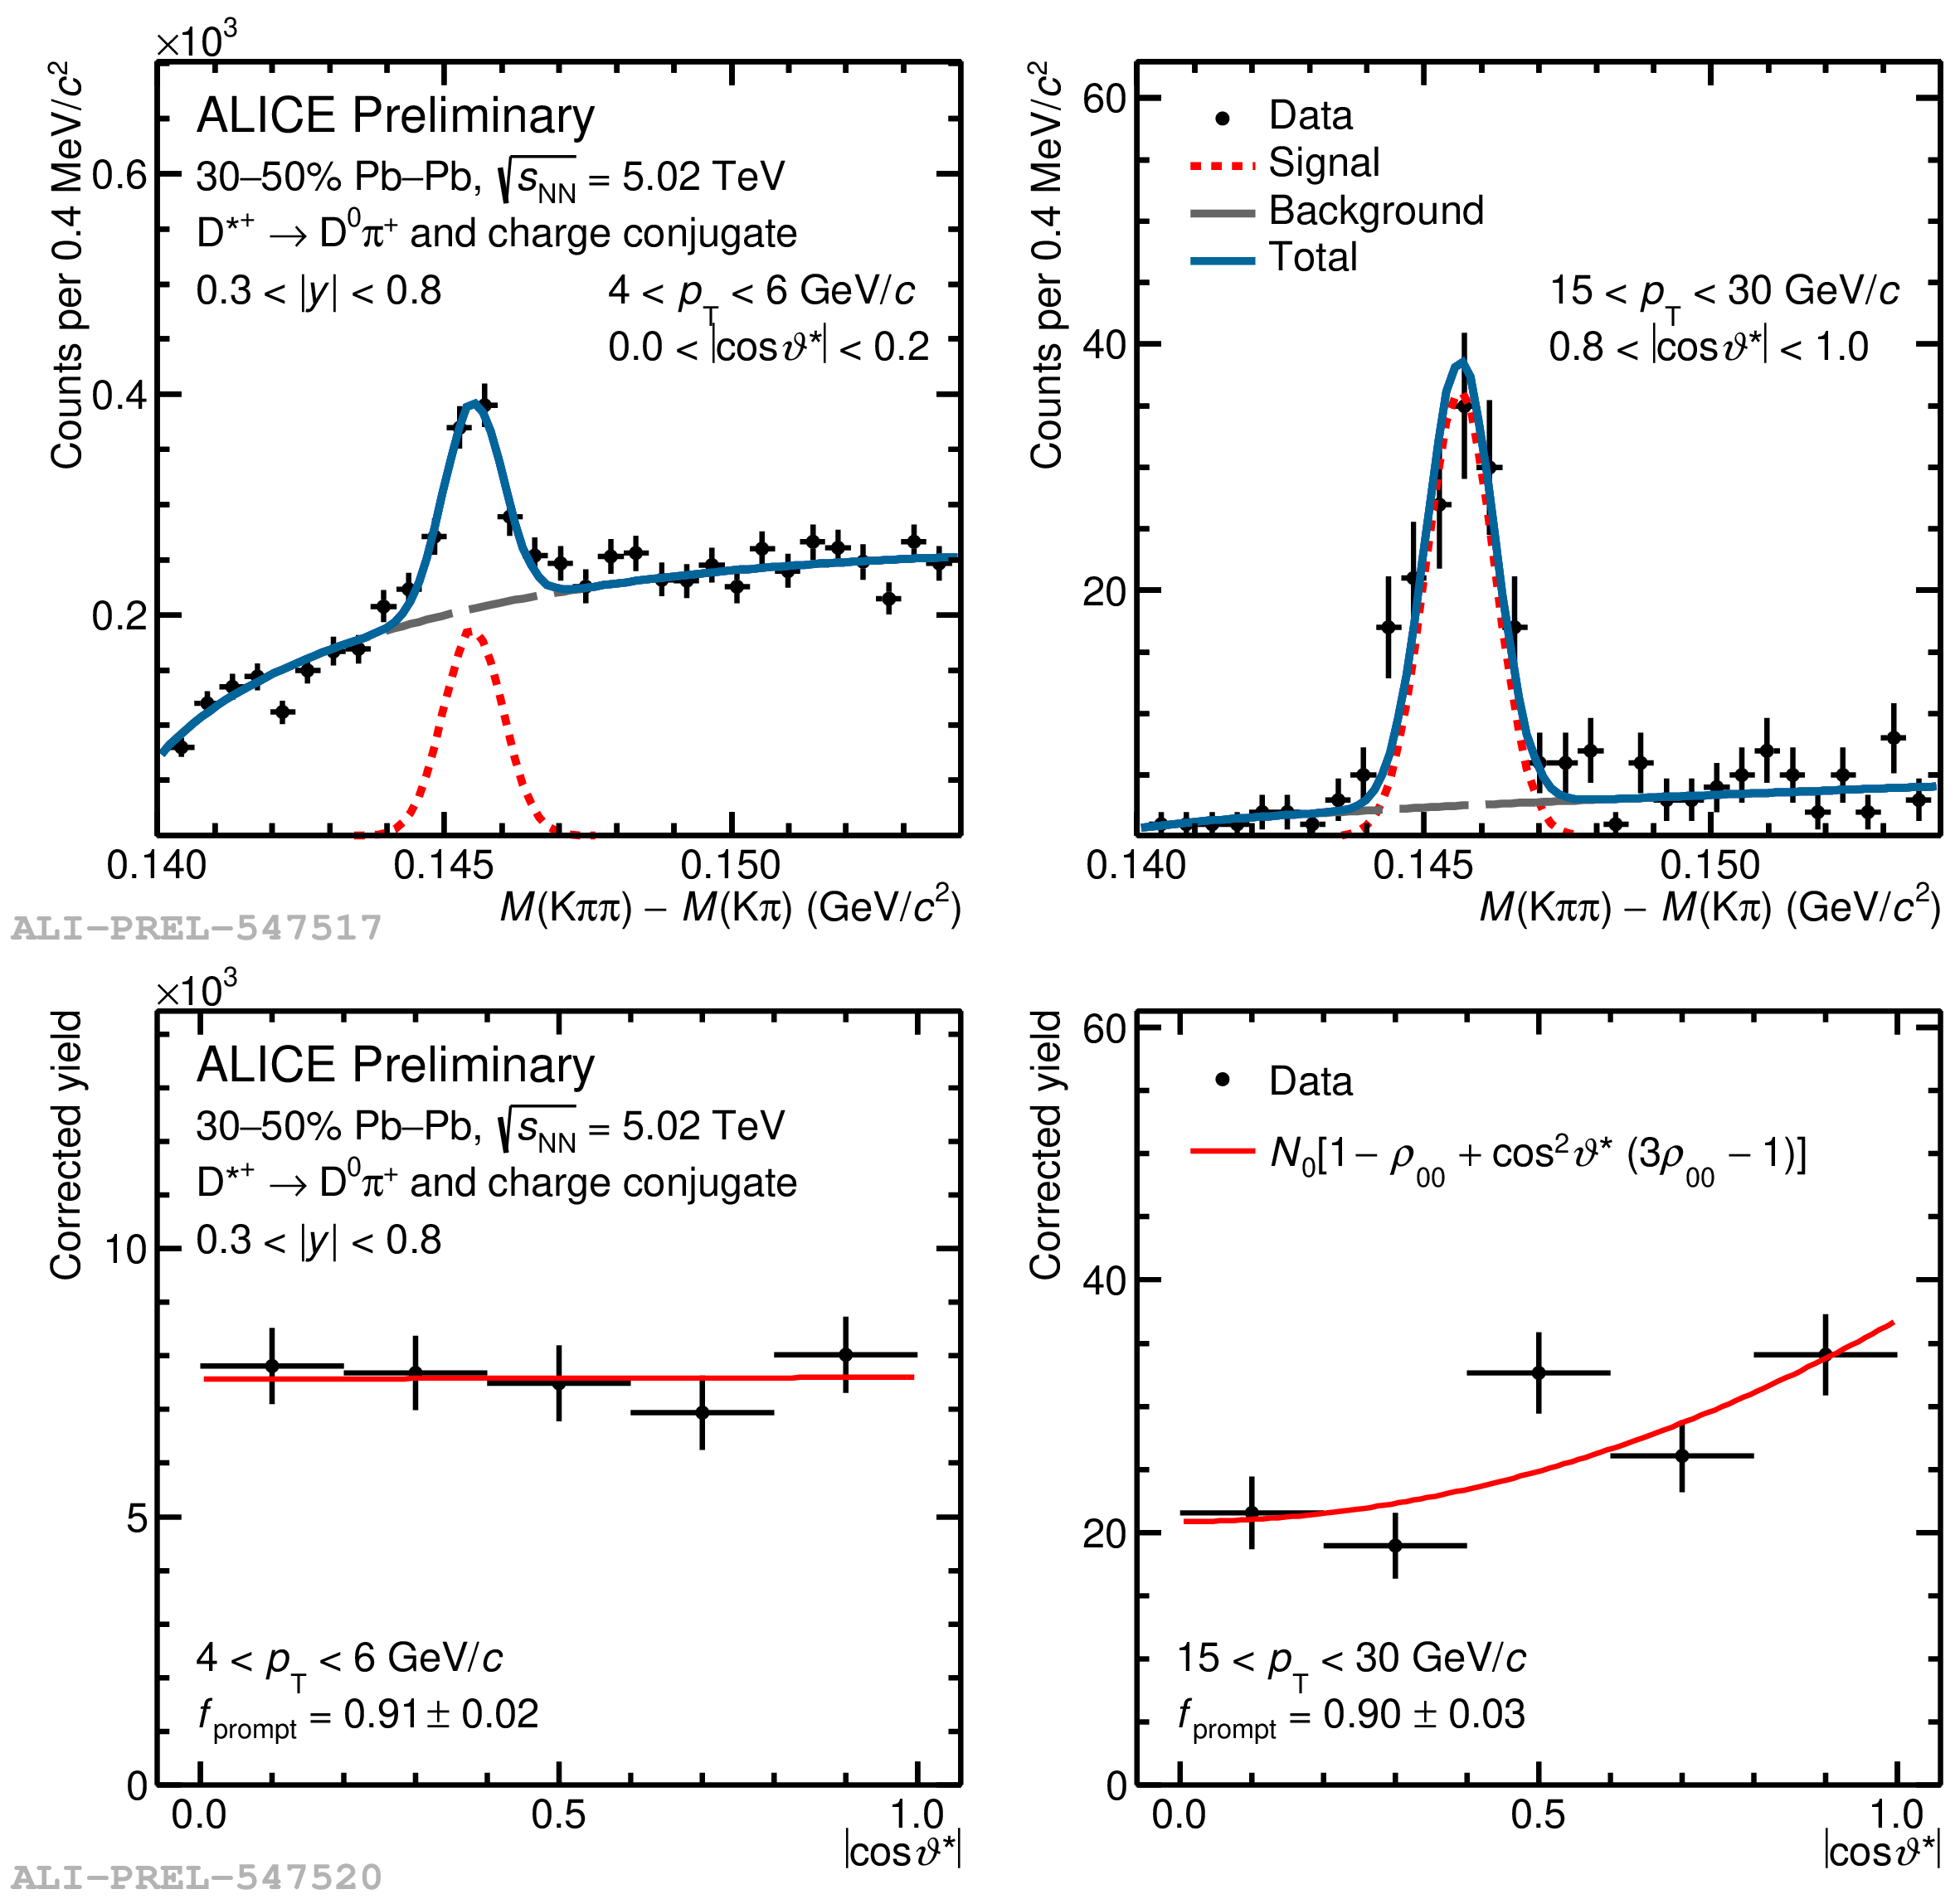 ×10³
Counts per 0.4 MeV/c²
ALICE Preliminary
30–50% Pb–Pb, √sNN = 5.02 TeV
D*⁺ → D⁰π⁺ and charge conjugate
0.3 < |y| < 0.8
4 < pT < 6 GeV/c
0.0 < |cosϑ*| < 0.2
0.6
0.4
0.2
0.140
0.145
0.150
M(Kππ) − M(Kπ) (GeV/c²)
ALI−PREL−547517
Counts per 0.4 MeV/c²
Data
Signal
Background
Total
15 < pT < 30 GeV/c
0.8 < |cosϑ*| < 1.0
60
40
20
0.140
0.145
0.150
M(Kππ) − M(Kπ) (GeV/c²)
×10³
Corrected yield
ALICE Preliminary
30–50% Pb–Pb, √sNN = 5.02 TeV
D*⁺ → D⁰π⁺ and charge conjugate
0.3 < |y| < 0.8
10
5
0
4 < pT < 6 GeV/c
fprompt = 0.91 ± 0.02
0.0
0.5
1.0
|cosϑ*|
ALI−PREL−547520
Corrected yield
Data
N₀[1− ρ₀₀ + cos²ϑ* (3ρ₀₀ − 1)]
60
40
20
0
15 < pT < 30 GeV/c
fprompt = 0.90 ± 0.03
0.0
0.5
1.0
|cosϑ*|